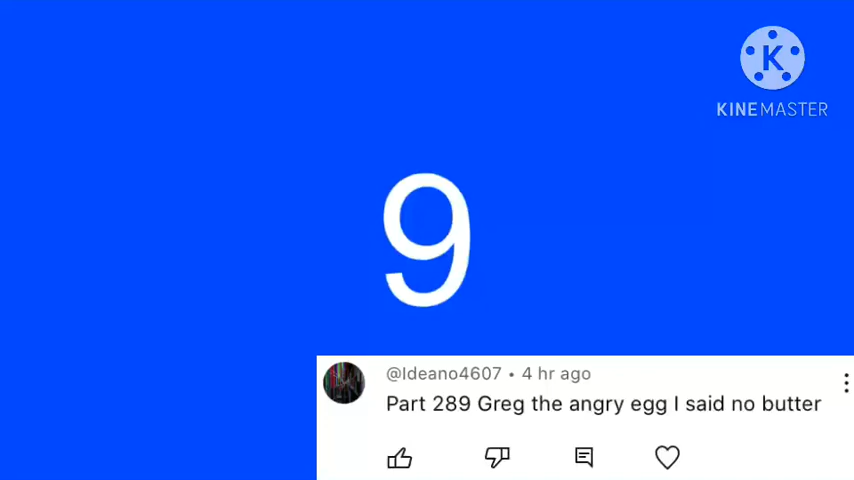 K
KINEMASTER
9
@Ideano4607 • 4 hr ago
Part 289 Greg the angry egg I said no butter